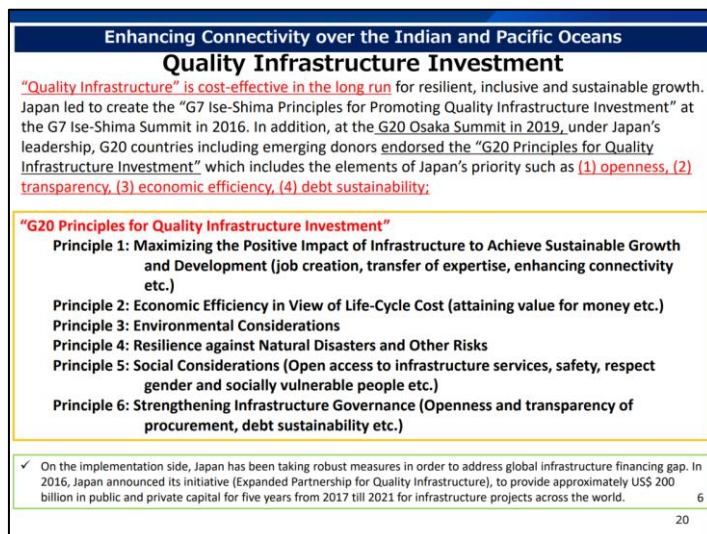 Enhancing Connectivity over the Indian and Pacific Oceans
Quality Infrastructure Investment
“Quality Infrastructure” is cost-effective in the long run for resilient, inclusive and sustainable growth.
Japan led to create the “G7 Ise-Shima Principles for Promoting Quality Infrastructure Investment” at
the G7 Ise-Shima Summit in 2016. In addition, at the G20 Osaka Summit in 2019, under Japan’s
leadership, G20 countries including emerging donors endorsed the “G20 Principles for Quality
Infrastructure Investment” which includes the elements of Japan’s priority such as (1) openness, (2)
transparency, (3) economic efficiency, (4) debt sustainability;
“G20 Principles for Quality Infrastructure Investment”
Principle 1: Maximizing the Positive Impact of Infrastructure to Achieve Sustainable Growth
and Development (job creation, transfer of expertise, enhancing connectivity
etc.)
Principle 2: Economic Efficiency in View of Life-Cycle Cost (attaining value for money etc.)
Principle 3: Environmental Considerations
Principle 4: Resilience against Natural Disasters and Other Risks
Principle 5: Social Considerations (Open access to infrastructure services, safety, respect
gender and socially vulnerable people etc.)
Principle 6: Strengthening Infrastructure Governance (Openness and transparency of
procurement, debt sustainability etc.)
✓ On the implementation side, Japan has been taking robust measures in order to address global infrastructure financing gap. In
2016, Japan announced its initiative (Expanded Partnership for Quality Infrastructure), to provide approximately US$ 200
billion in public and private capital for five years from 2017 till 2021 for infrastructure projects across the world. 6
20